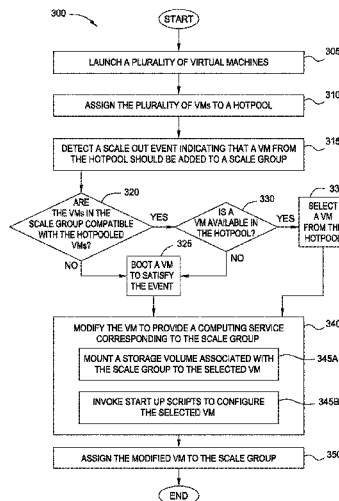 300
START
305
LAUNCH A PLURALITY OF VIRTUAL MACHINES
310
ASSIGN THE PLURALITY OF VMs TO A HOTPOOL
315
DETECT A SCALE OUT EVENT INDICATING THAT A VM FROM
THE HOTPOOL SHOULD BE ADDED TO A SCALE GROUP
320
ARE
THE VMs IN THE
SCALE GROUP COMPATIBLE
WITH THE HOTPOOLED
VMs?
YES
NO
330
IS A
VM AVAILABLE IN
THE HOTPOOL?
YES
NO
SELECT
A VM
FROM THE
HOTPOOL
325
BOOT A VM
TO SATISFY
THE EVENT
340
MODIFY THE VM TO PROVIDE A COMPUTING SERVICE
CORRESPONDING TO THE SCALE GROUP
345A
MOUNT A STORAGE VOLUME ASSOCIATED WITH
THE SCALE GROUP TO THE SELECTED VM
345B
INVOKE START UP SCRIPTS TO CONFIGURE
THE SELECTED VM
350
ASSIGN THE MODIFIED VM TO THE SCALE GROUP
END